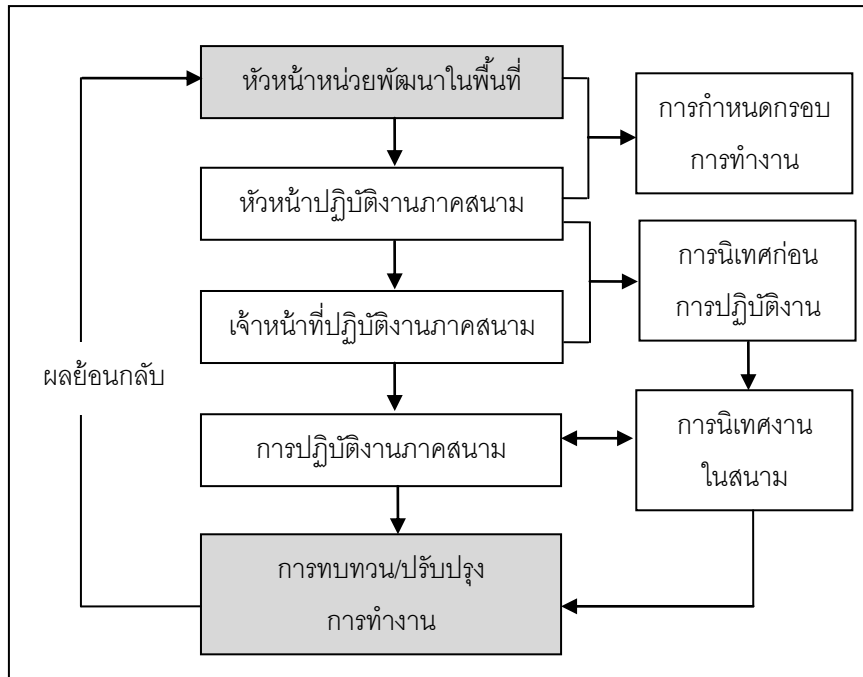 หัวหน้าหน่วยพัฒนาในพื้นที่
การกำหนดกรอบ
การทำงาน
หัวหน้าปฏิบัติงานภาคสนาม
การนิเทศก่อน
การปฏิบัติงาน
เจ้าหน้าที่ปฏิบัติงานภาคสนาม
ผลย้อนกลับ
การปฏิบัติงานภาคสนาม
การนิเทศงาน
ในสนาม
การทบทวน/ปรับปรุง
การทำงาน